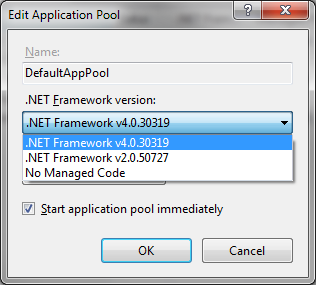 Edit Application Pool
Name:
DefaultAppPool
.NET Framework version:
.NET Framework v4.0.30319
.NET Framework v4.0.30319
.NET Framework v2.0.50727
No Managed Code
Start application pool immediately
OK Cancel